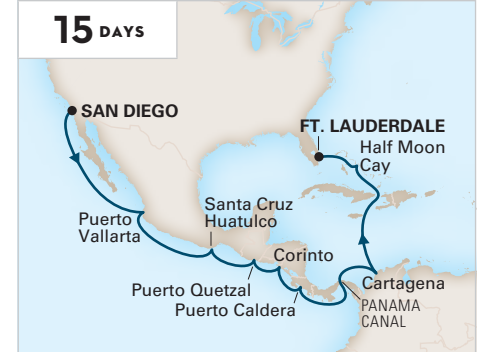 15 DAYS
SAN DIEGO
FT. LAUDERDALE
Half Moon
Cay
Santa Cruz
Huatulco
Puerto
Vallarta
Corinto
Puerto Quetzal
Cartagena
Puerto Caldera
PANAMA
CANAL